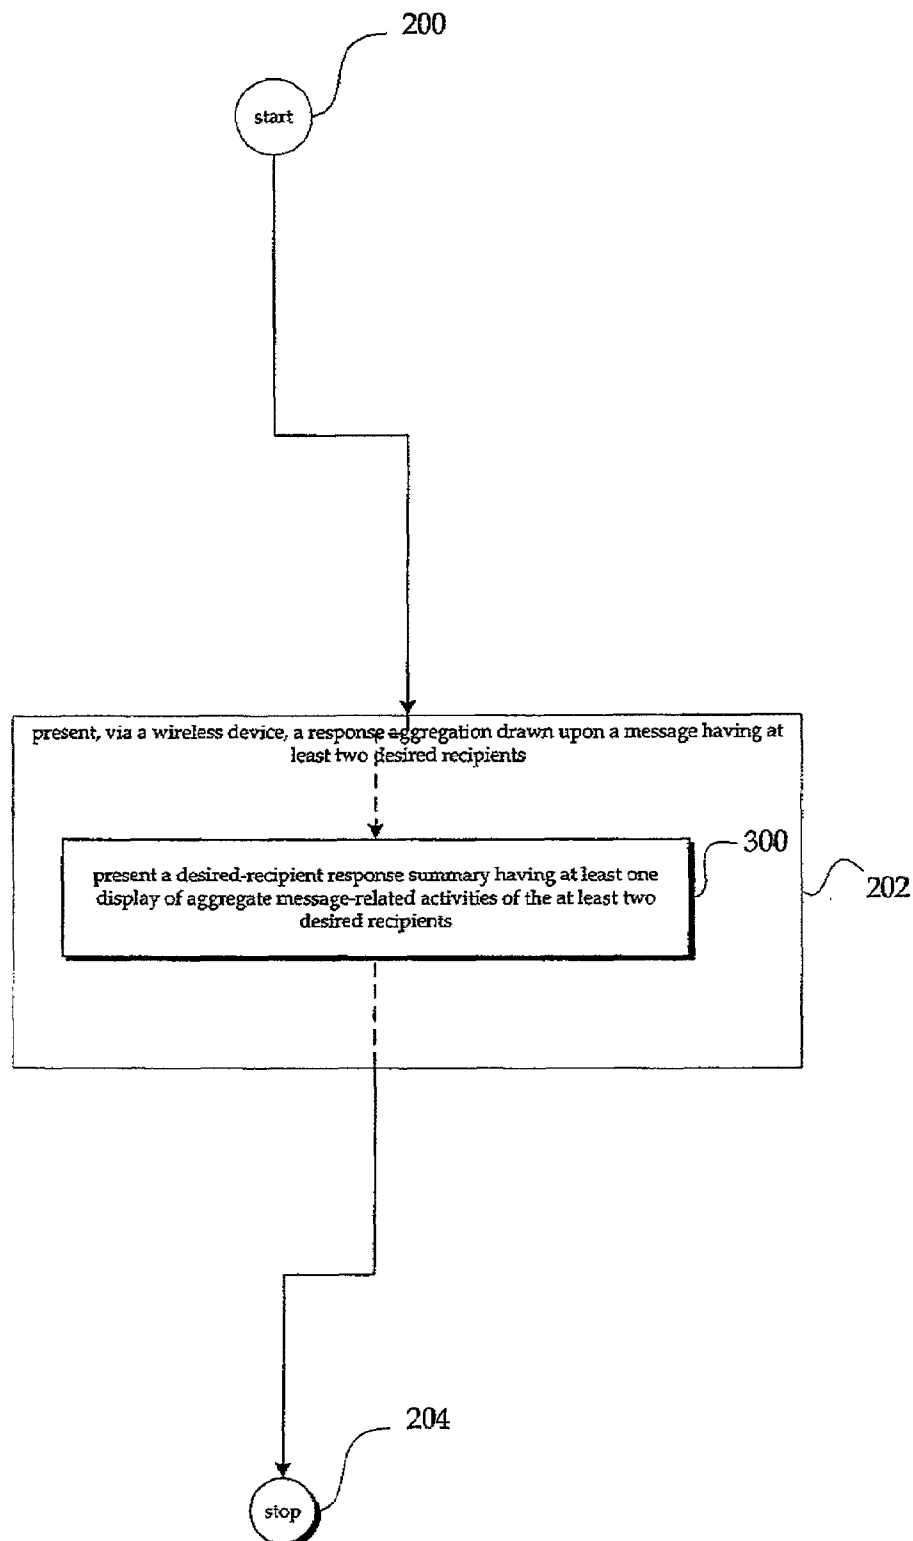 200
start
present, via a wireless device, a response aggregation drawn upon a message having at
least two desired recipients
300
present a desired-recipient response summary having at least one
display of aggregate message-related activities of the at least two
desired recipients
202
204
stop